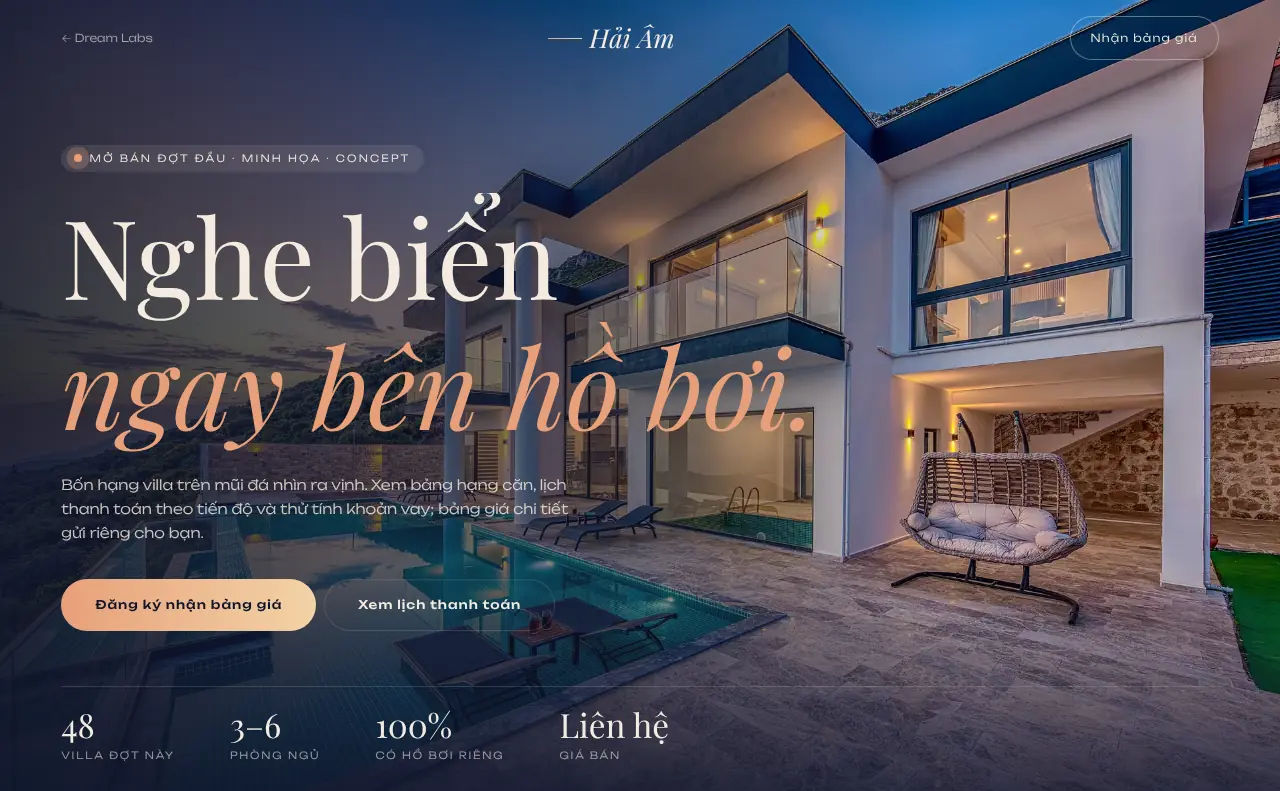 ← Dream Labs
Hải Âm
Nhận bảng giá
MỞ BÁN ĐỢT ĐẦU · MINH HỌA · CONCEPT
Nghe biển
ngay bên hồ bơi.
Bốn hạng villa trên mũi đá nhìn ra vịnh. Xem bảng hạng căn, lịch
thanh toán theo tiến độ và thử tính khoản vay; bảng giá chi tiết
gửi riêng cho bạn.
Đăng ký nhận bảng giá
Xem lịch thanh toán
48
VILLA ĐỢT NÀY
3–6
PHÒNG NGỦ
100%
CÓ HỒ BƠI RIÊNG
Liên hệ
GIÁ BÁN